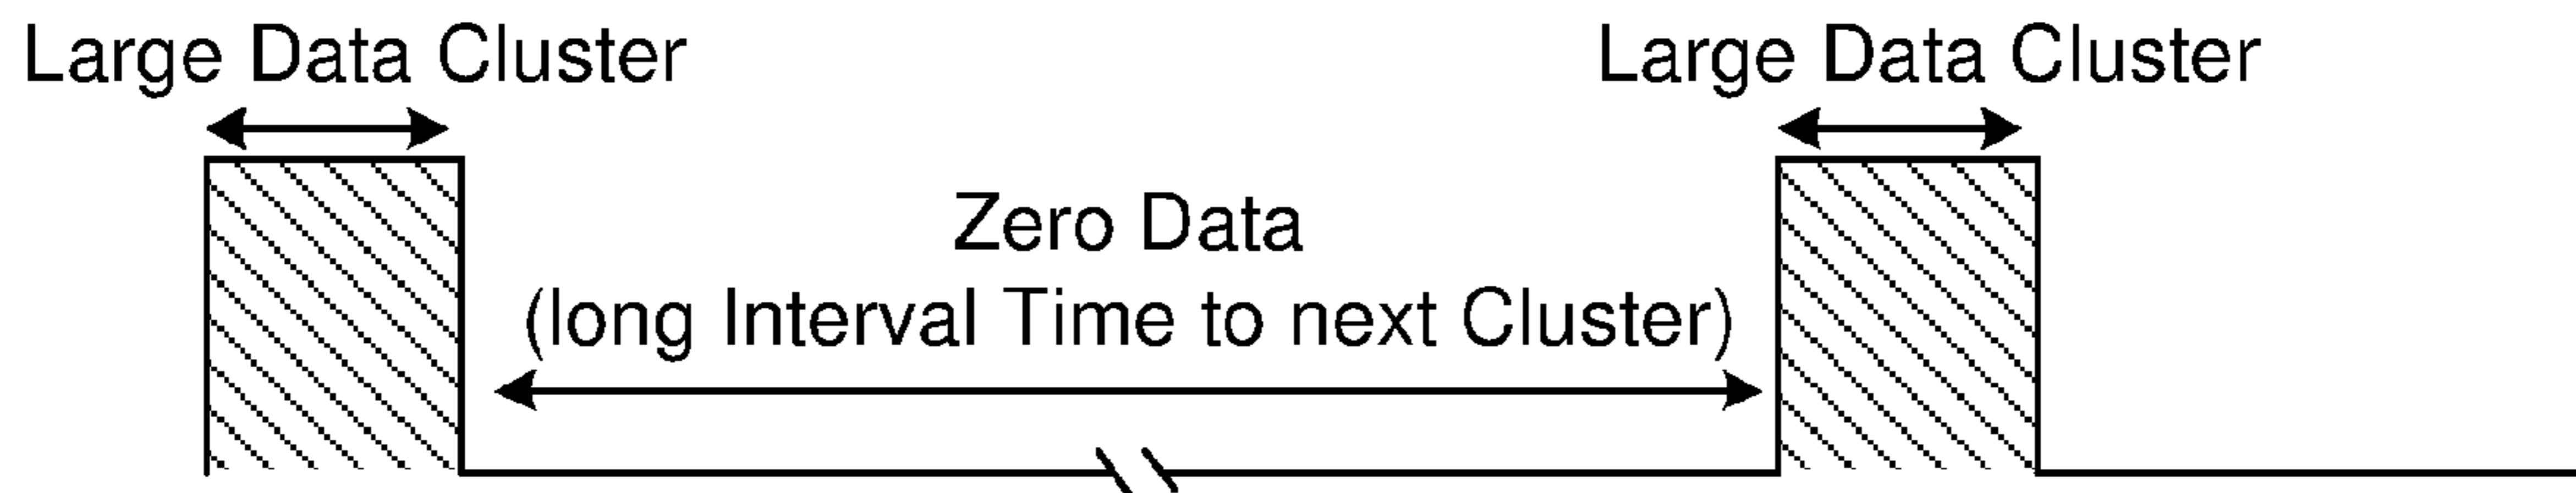 Large Data Cluster
Large Data Cluster
Zero Data
(long Interval Time to next Cluster)